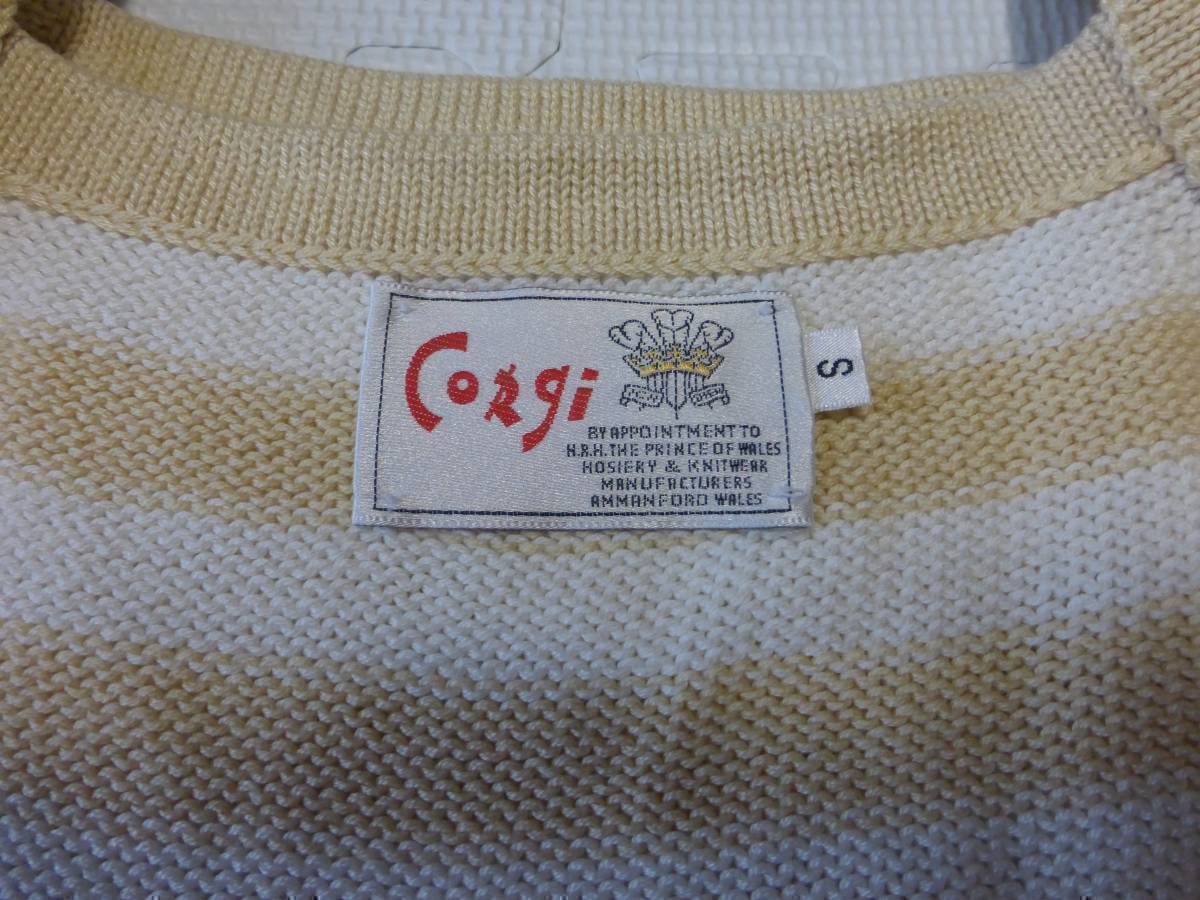 Corgi
BY APPOINTMENT TO
H.R.H. THE PRINCE OF WALES
HOSIERY & KNITWEAR
MANUFACTURERS
AMMANFORD WALES
S